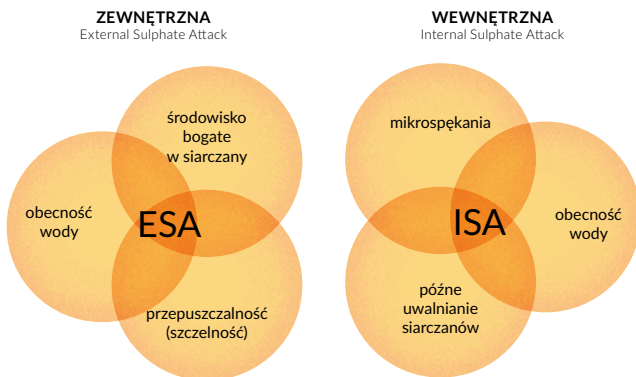 ZEWNĘTRZNA
External Sulphate Attack
środowisko
bogate
w siarczany
obecność
wody
ESA
przepuszczalność
(szczelność)
WEWNĘTRZNA
Internal Sulphate Attack
mikrospękania
ISA
obecność
wody
późne
uwalnianie
siarczanów